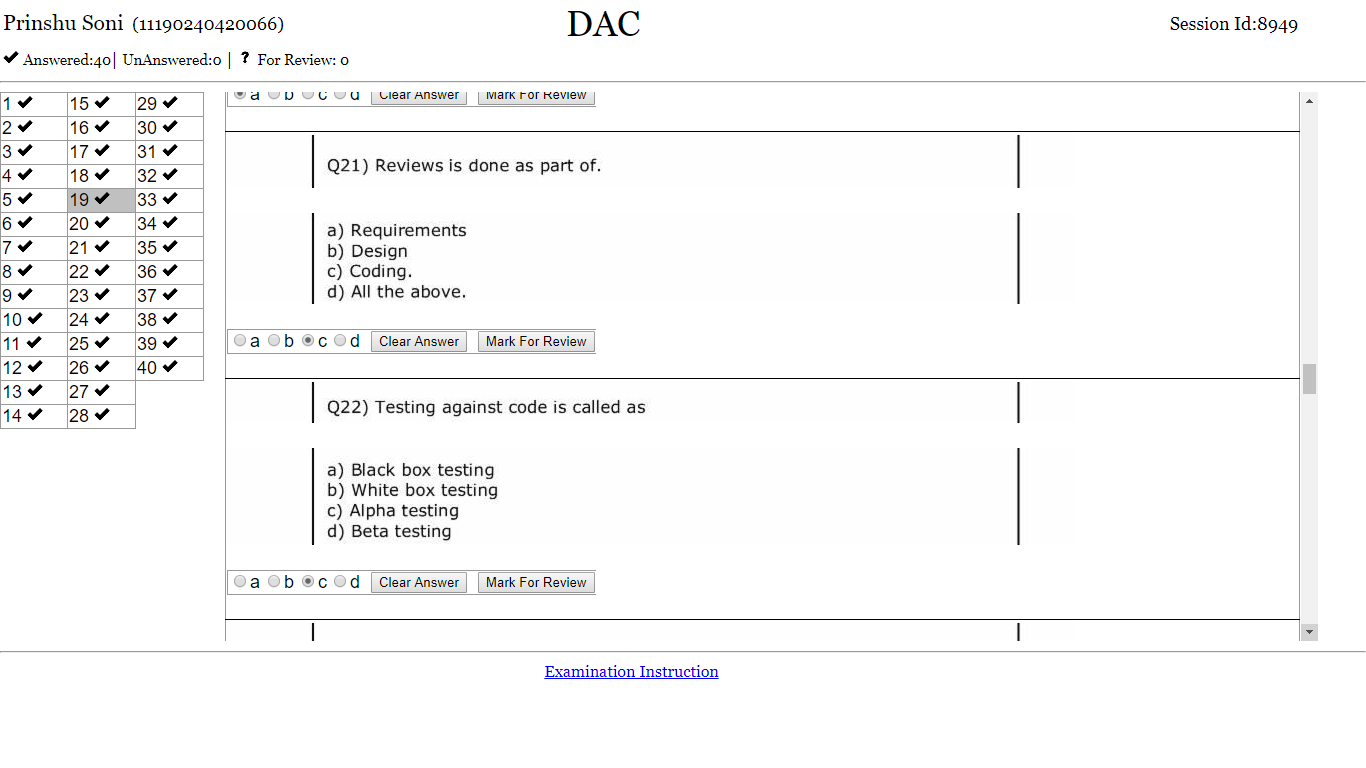 Prinshu Soni (11190240420066) DAC Session Id:8949
✔ Answered:40| UnAnswered:0 | ? For Review: 0
1 ✔ 15 ✔ 29 ✔
2 ✔ 16 ✔ 30 ✔
3 ✔ 17 ✔ 31 ✔
4 ✔ 18 ✔ 32 ✔
5 ✔ 19 ✔ 33 ✔
6 ✔ 20 ✔ 34 ✔
7 ✔ 21 ✔ 35 ✔
8 ✔ 22 ✔ 36 ✔
9 ✔ 23 ✔ 37 ✔
10 ✔ 24 ✔ 38 ✔
11 ✔ 25 ✔ 39 ✔
12 ✔ 26 ✔ 40 ✔
13 ✔ 27 ✔
14 ✔ 28 ✔
a b c d Clear Answer Mark For Review
Q21) Reviews is done as part of.
a) Requirements
b) Design
c) Coding.
d) All the above.
a b c d Clear Answer Mark For Review
Q22) Testing against code is called as
a) Black box testing
b) White box testing
c) Alpha testing
d) Beta testing
a b c d Clear Answer Mark For Review
Examination Instruction